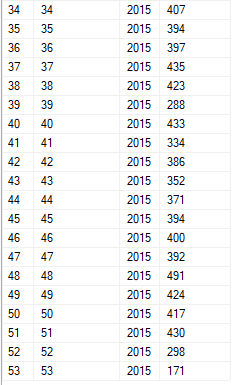 34 34 2015 407
35 35 2015 394
36 36 2015 397
37 37 2015 435
38 38 2015 423
39 39 2015 288
40 40 2015 433
41 41 2015 334
42 42 2015 386
43 43 2015 352
44 44 2015 371
45 45 2015 394
46 46 2015 400
47 47 2015 392
48 48 2015 491
49 49 2015 424
50 50 2015 417
51 51 2015 430
52 52 2015 298
53 53 2015 171